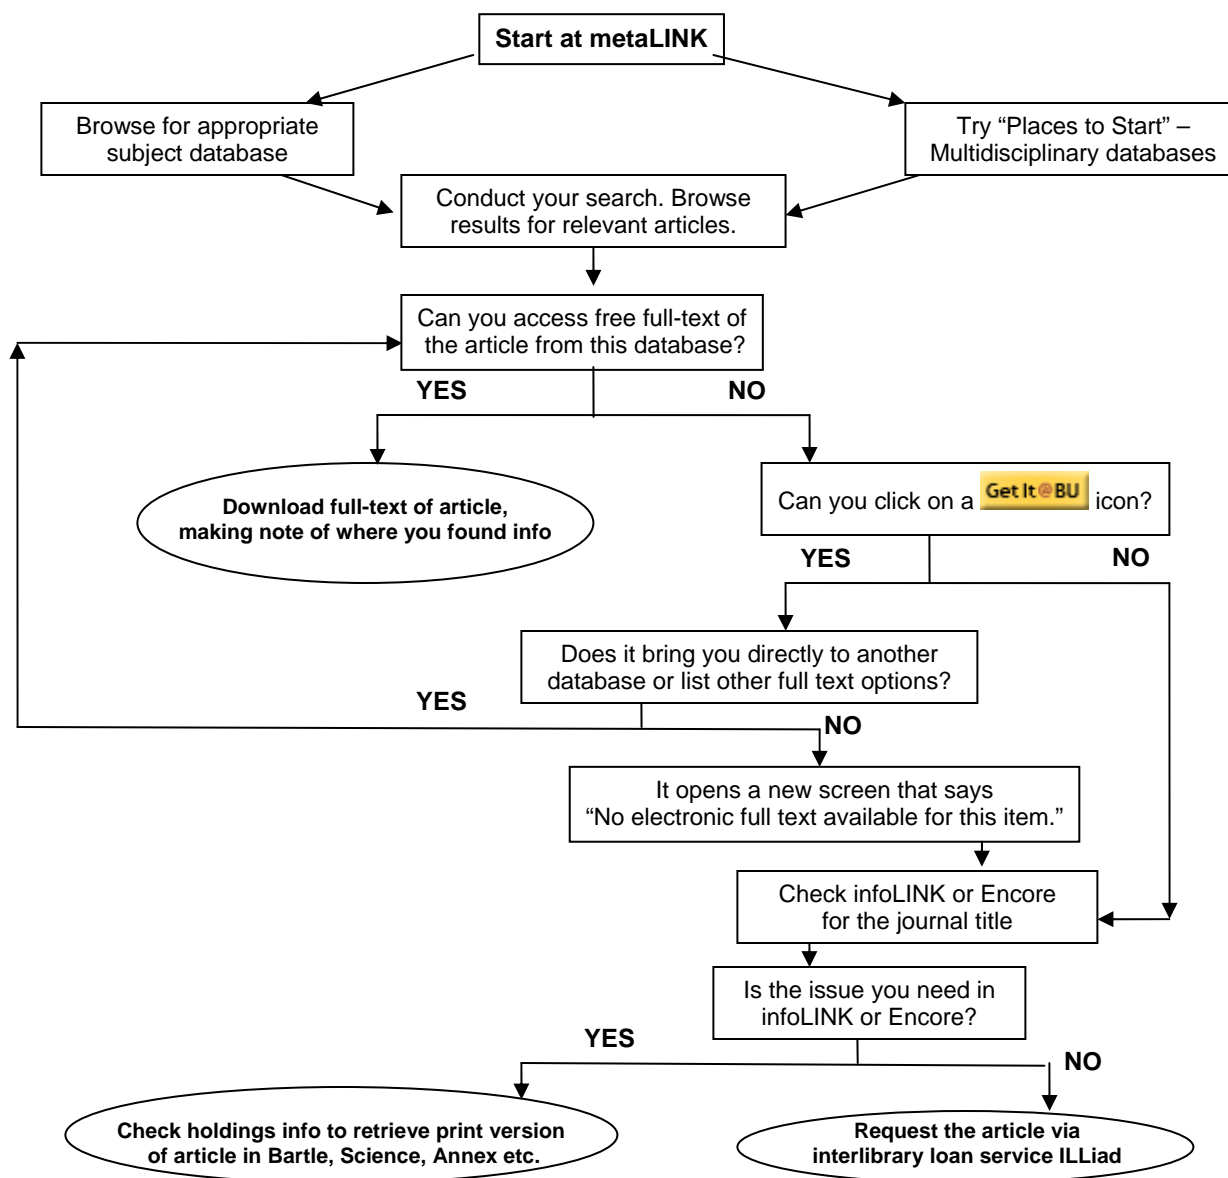 Start at metaLINK
Browse for appropriate
subject database
Try “Places to Start” –
Multidisciplinary databases
Conduct your search. Browse
results for relevant articles.
Can you access free full-text of
the article from this database?
YES
NO
Download full-text of article,
making note of where you found info
Can you click on a Get It@BU icon?
YES
NO
Does it bring you directly to another
database or list other full text options?
YES
NO
It opens a new screen that says
“No electronic full text available for this item.”
Check infoLINK or Encore
for the journal title
Is the issue you need in
infoLINK or Encore?
YES
NO
Check holdings info to retrieve print version
of article in Bartle, Science, Annex etc.
Request the article via
interlibrary loan service ILLiad